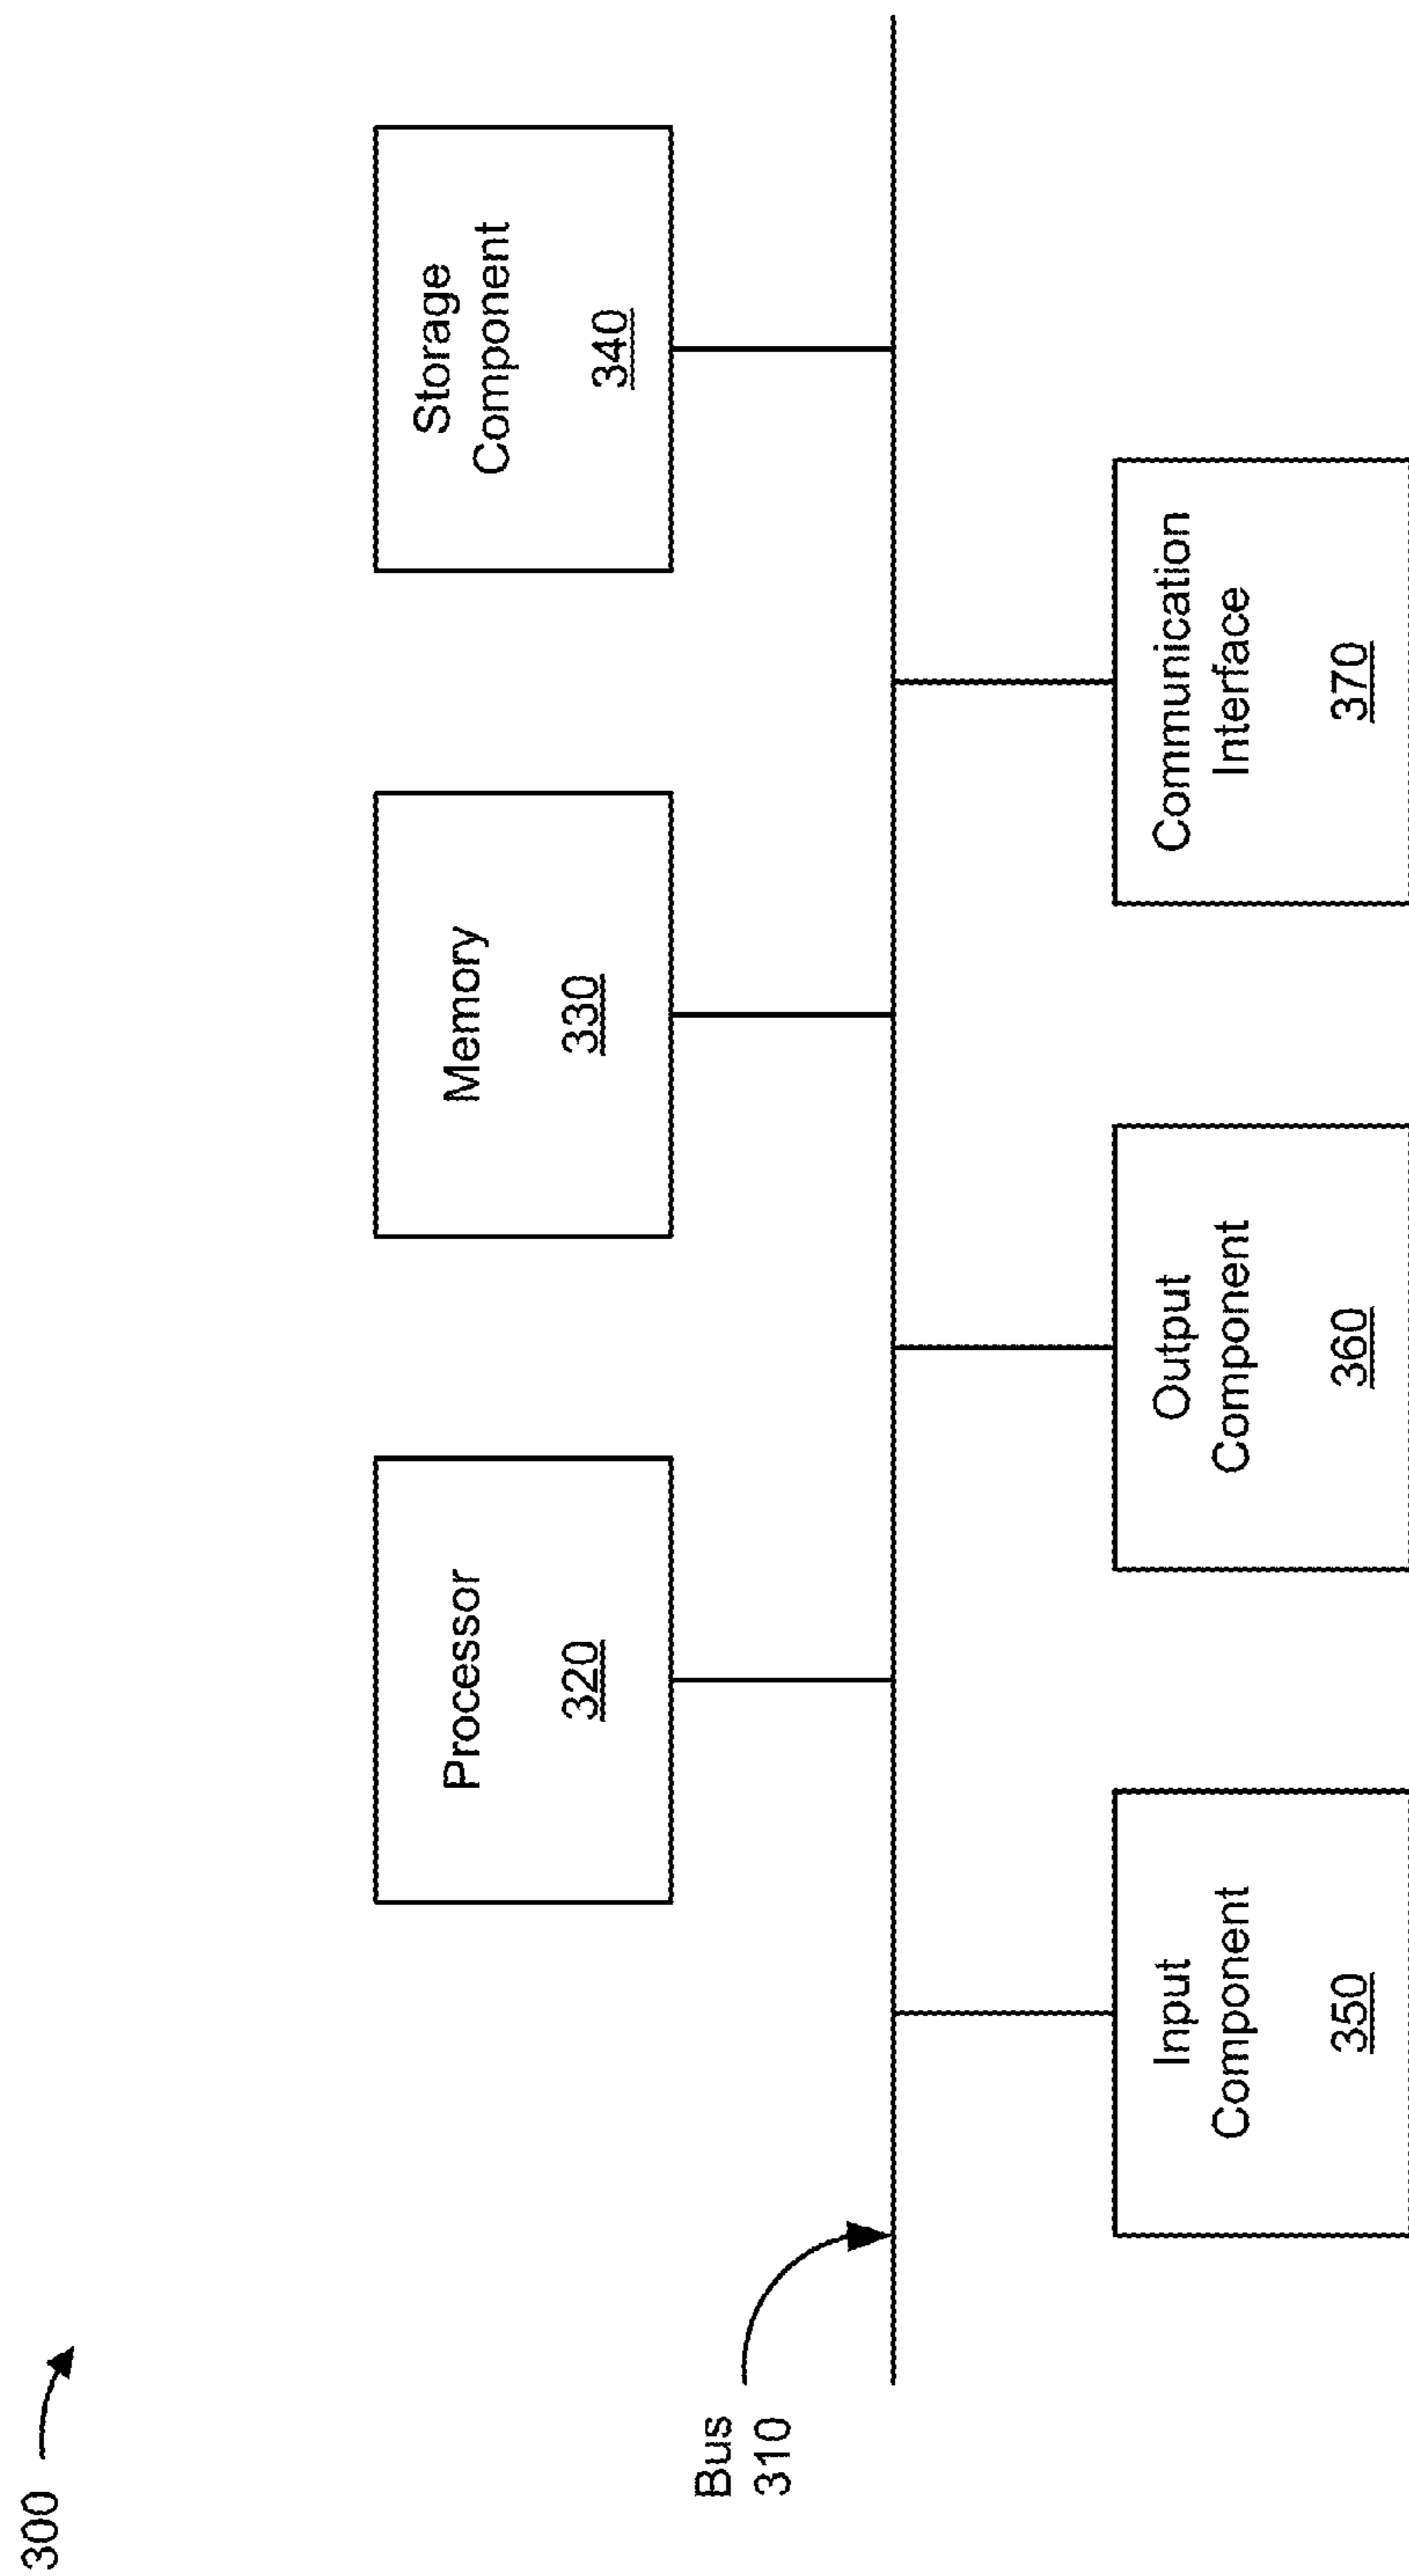 300
Processor
320
Memory
330
Storage
Component
340
Bus
310
Input
Component
350
Output
Component
360
Communication
Interface
370